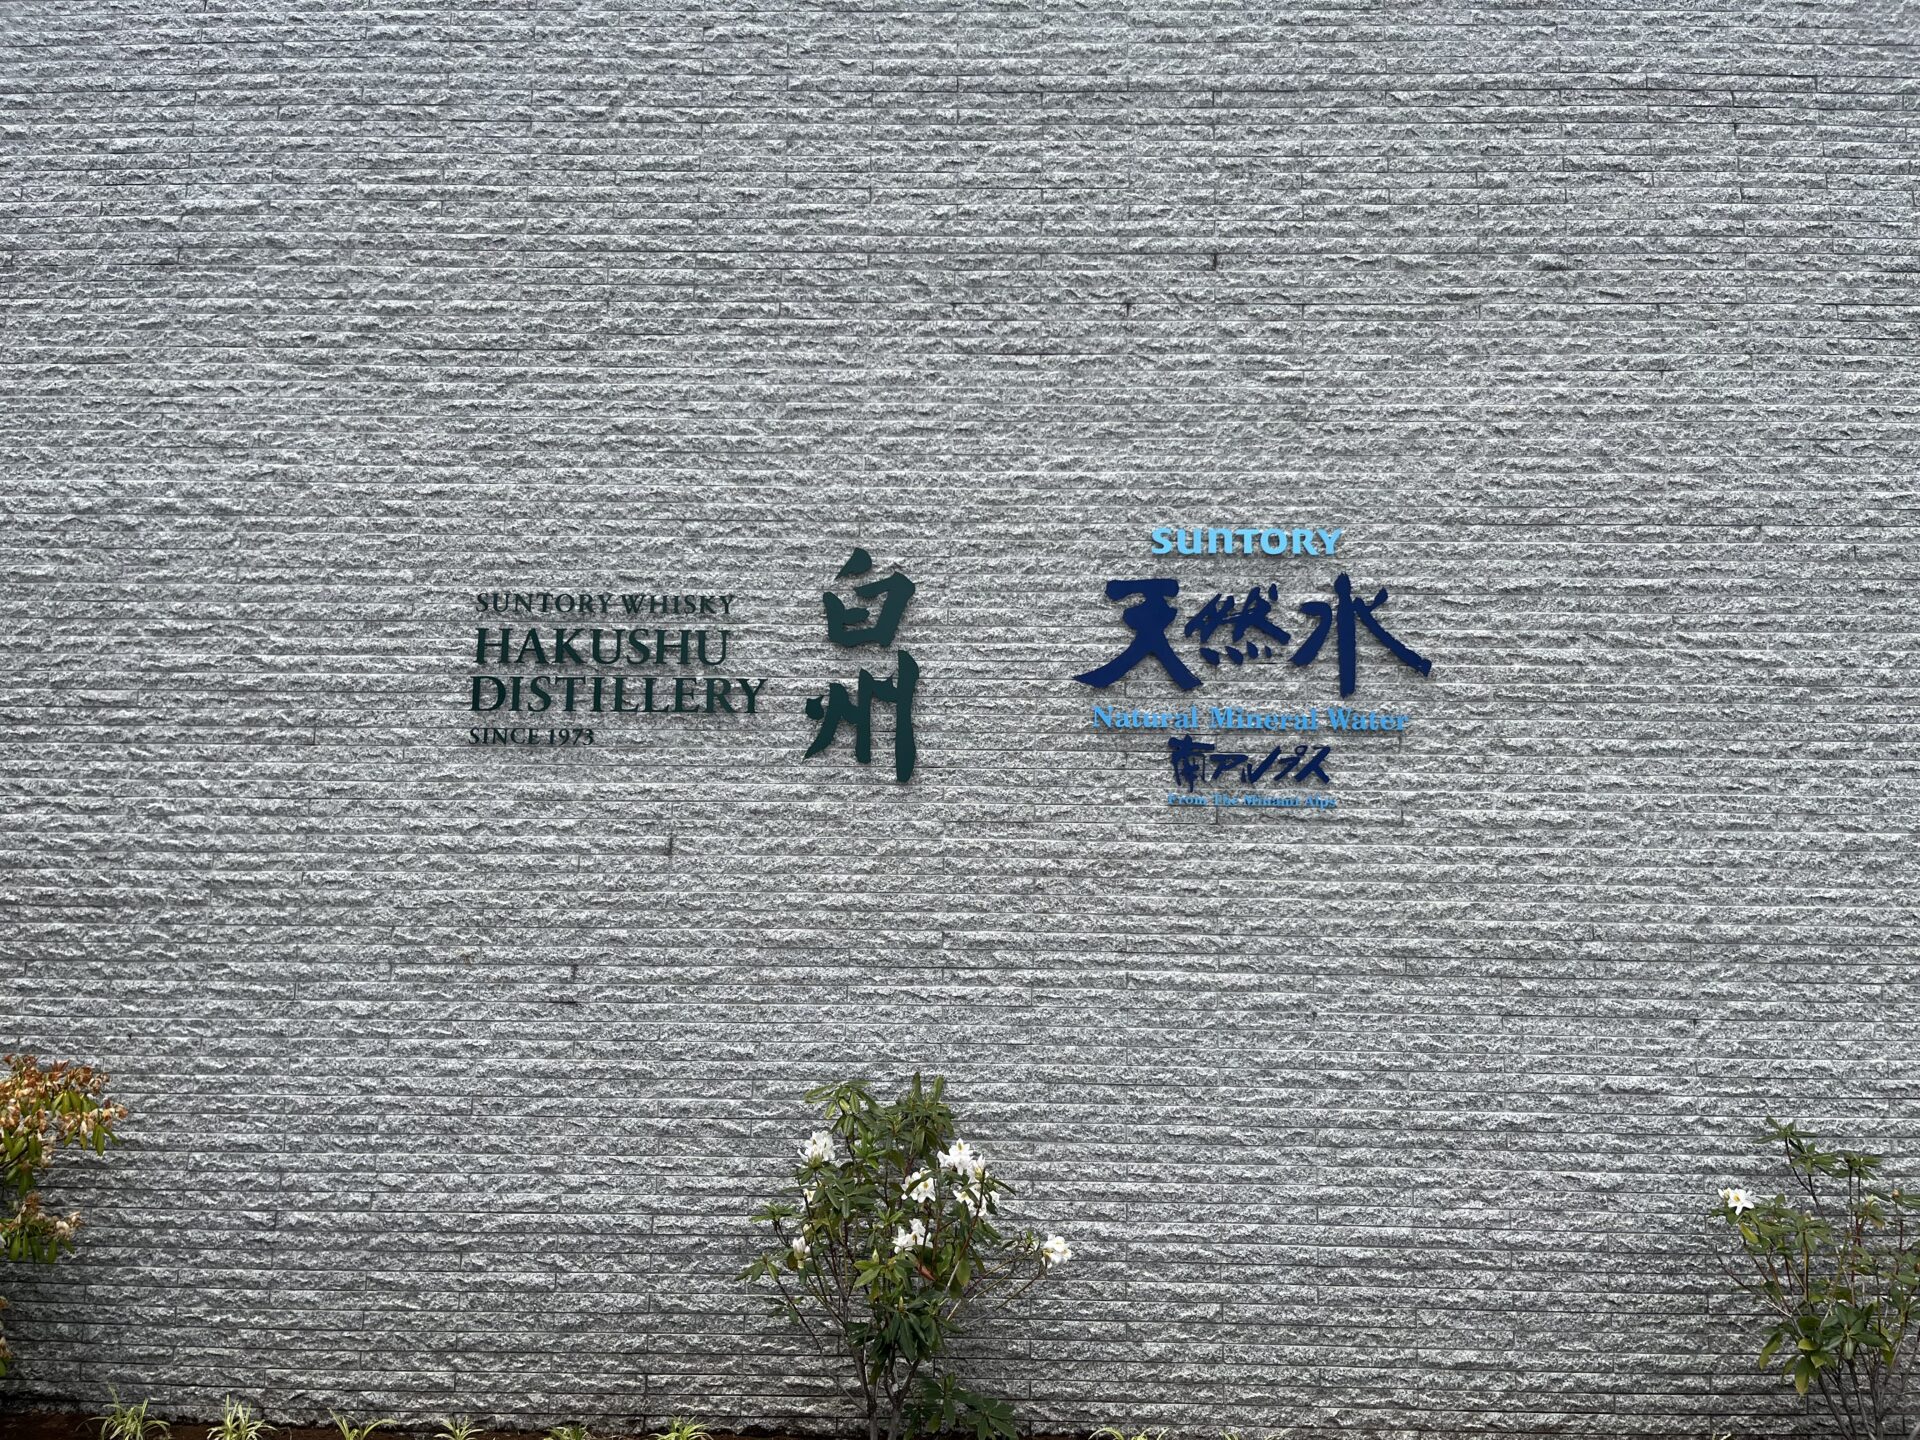 SUNTORY WHISKY
HAKUSHU
DISTILLERY
SINCE 1973
白州
SUNTORY
天然水
Natural Mineral Water
南アルプス
From The Minami Alps